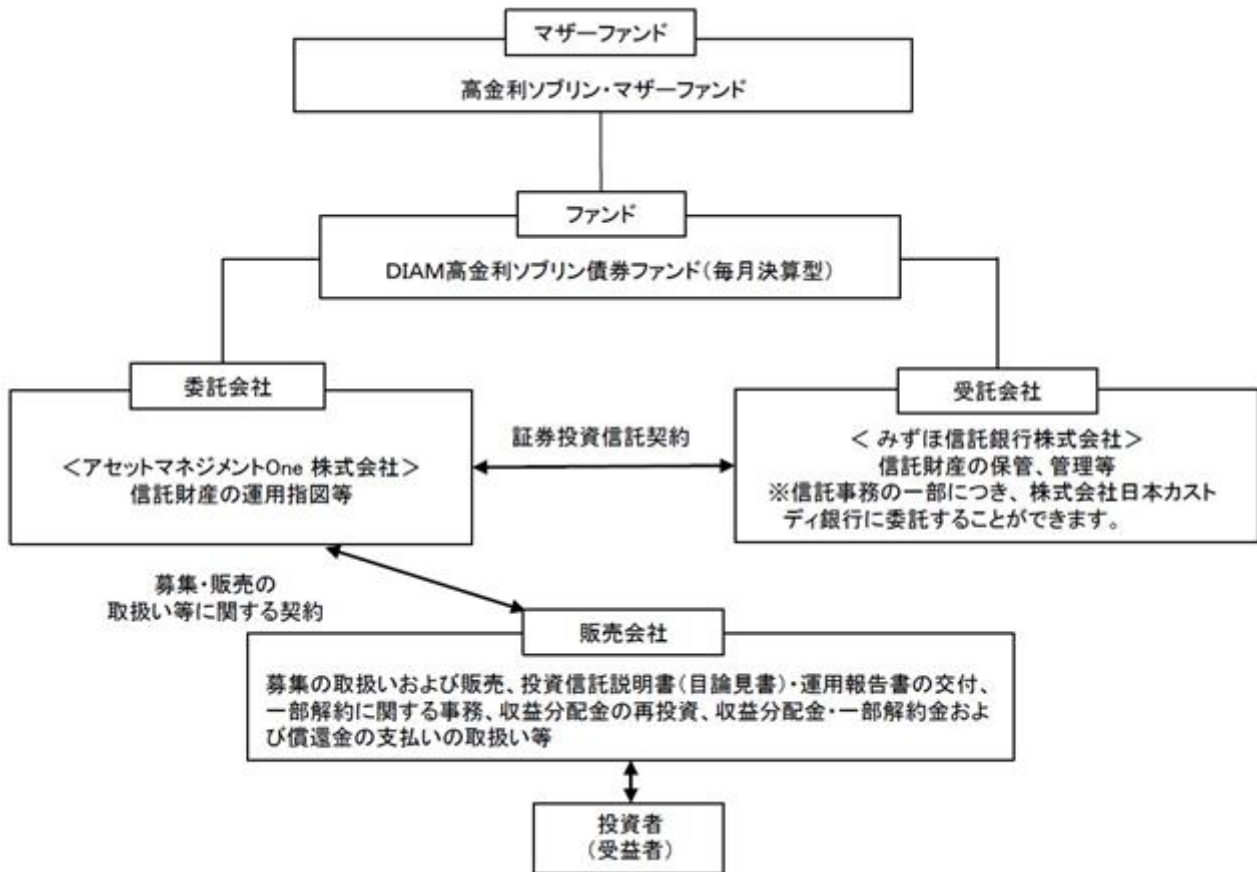 マザーファンド
高金利ソブリン・マザーファンド
ファンド
DIAM高金利ソブリン債券ファンド(毎月決算型)
委託会社
<アセットマネジメントOne 株式会社>
信託財産の運用指図等
証券投資信託契約
受託会社
< みずほ信託銀行株式会社>
信託財産の保管、管理等
※信託事務の一部につき、株式会社日本カスト
ディ銀行に委託することができます。
募集・販売の
取扱い等に関する契約
販売会社
募集の取扱いおよび販売、投資信託説明書(目論見書)・運用報告書の交付、
一部解約に関する事務、収益分配金の再投資、収益分配金・一部解約金およ
び償還金の支払いの取扱い等
投資者
(受益者)